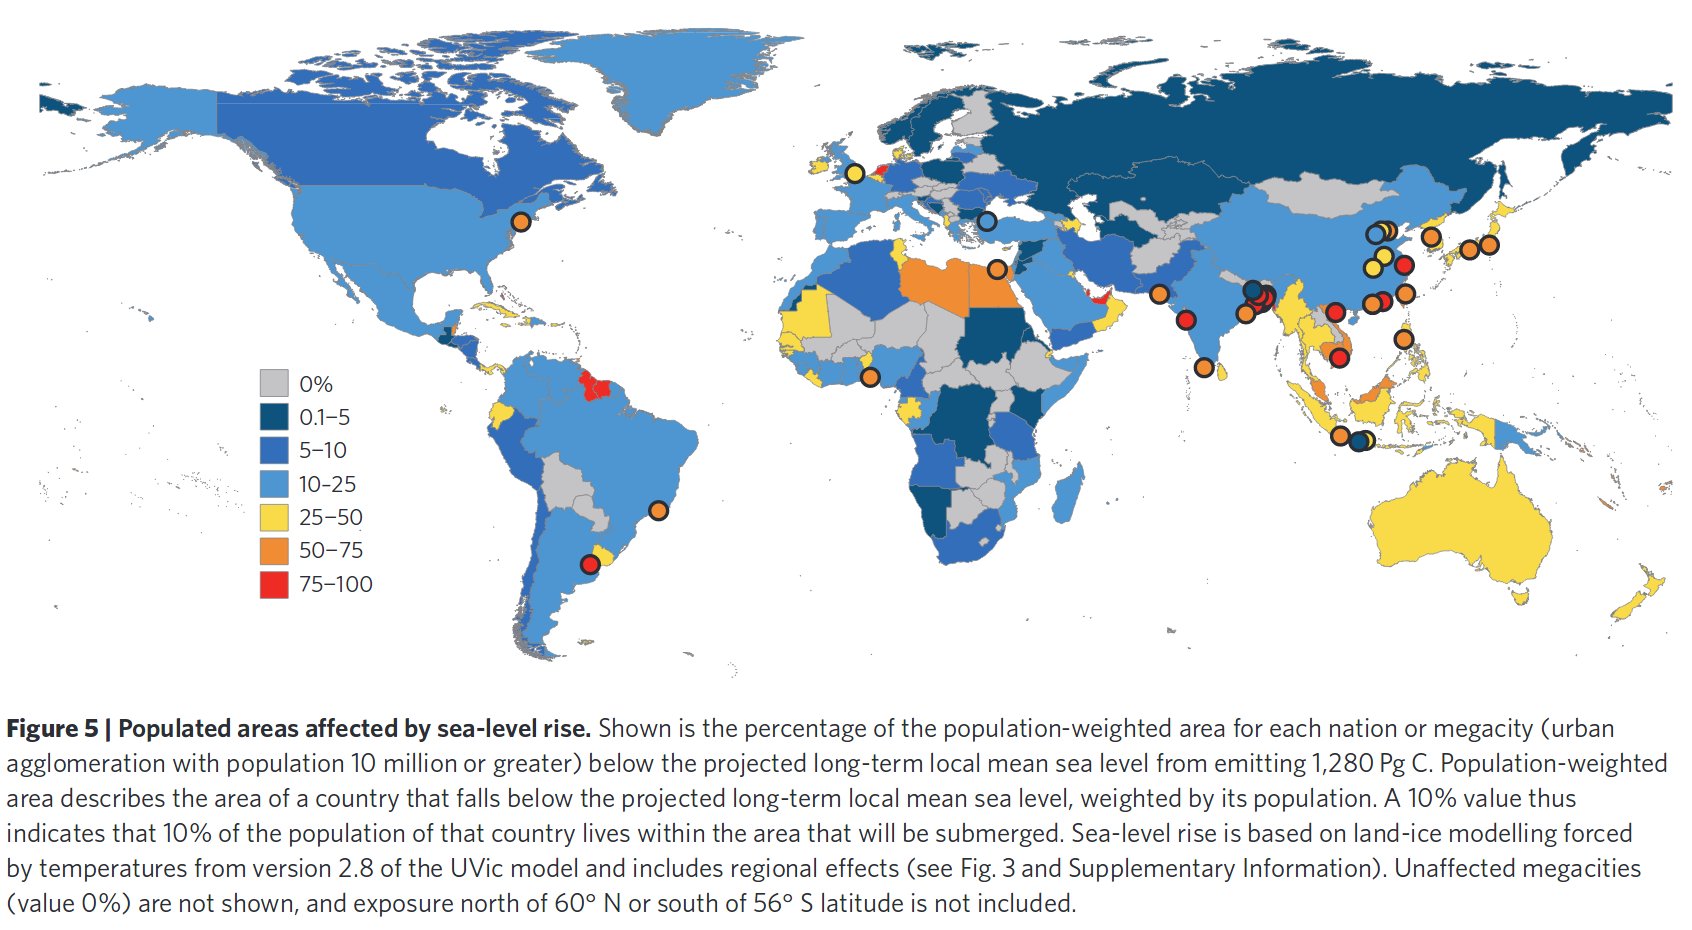 0%
0.1–5
5–10
10–25
25–50
50–75
75–100
Figure 5 | Populated areas affected by sea-level rise. Shown is the percentage of the population-weighted area for each nation or megacity (urban
agglomeration with population 10 million or greater) below the projected long-term local mean sea level from emitting 1,280 Pg C. Population-weighted
area describes the area of a country that falls below the projected long-term local mean sea level, weighted by its population. A 10% value thus
indicates that 10% of the population of that country lives within the area that will be submerged. Sea-level rise is based on land-ice modelling forced
by temperatures from version 2.8 of the UVic model and includes regional effects (see Fig. 3 and Supplementary Information). Unaffected megacities
(value 0%) are not shown, and exposure north of 60° N or south of 56° S latitude is not included.